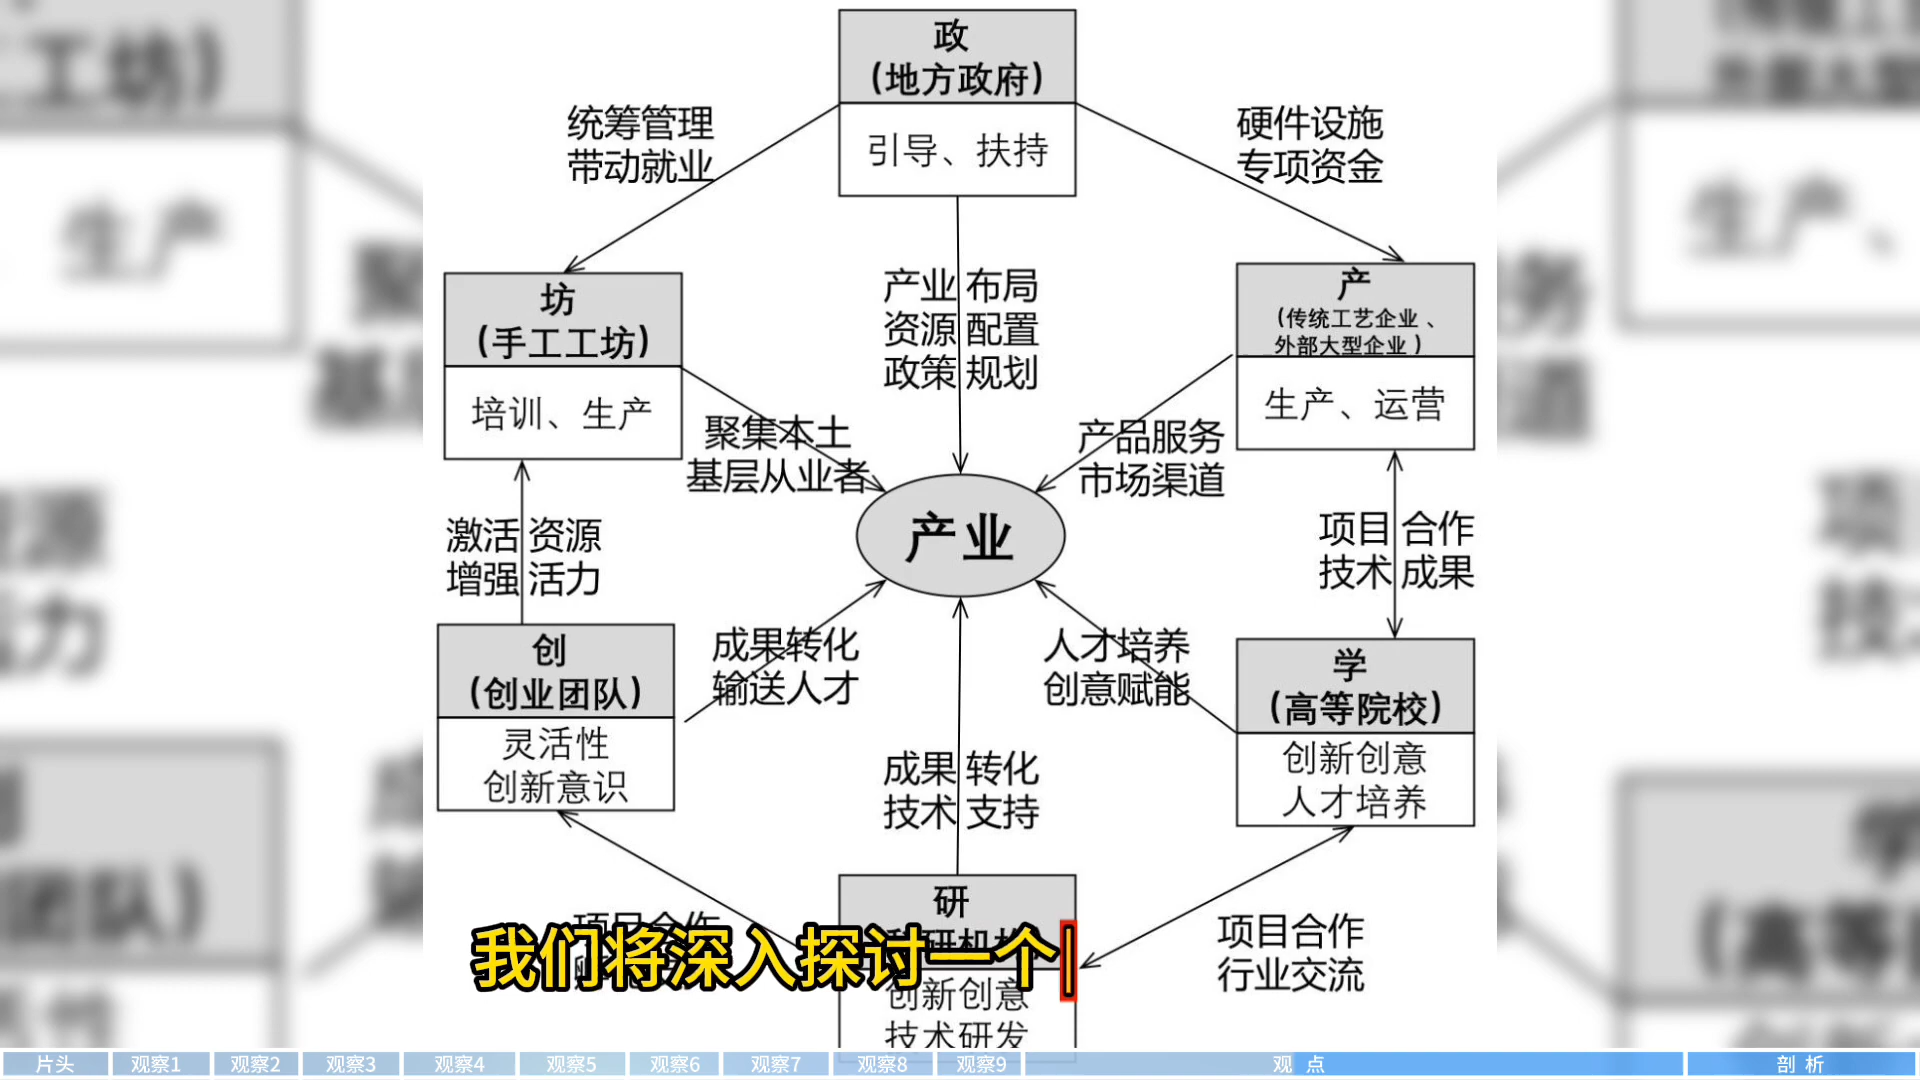 政
(地方政府)
引导、扶持
统筹管理
带动就业
硬件设施
专项资金
坊
(手工工坊)
培训、生产
产业布局
资源配置
政策规划
产
(传统工艺企业、
外部大型企业)
生产、运营
聚集本土
基层从业者
产品服务
市场渠道
产业
激活资源
增强活力
项目合作
技术成果
创
(创业团队)
灵活性
创新意识
成果转化
输送人才
人才培养
创意赋能
学
(高等院校)
创新创意
人才培养
成果转化
技术支持
研
项目合作
我们将深入探讨一个
创新创意
技术研发
项目合作
行业交流
片头
观察1
观察2
观察3
观察4
观察5
观察6
观察7
观察8
观察9
观 点
剖 析